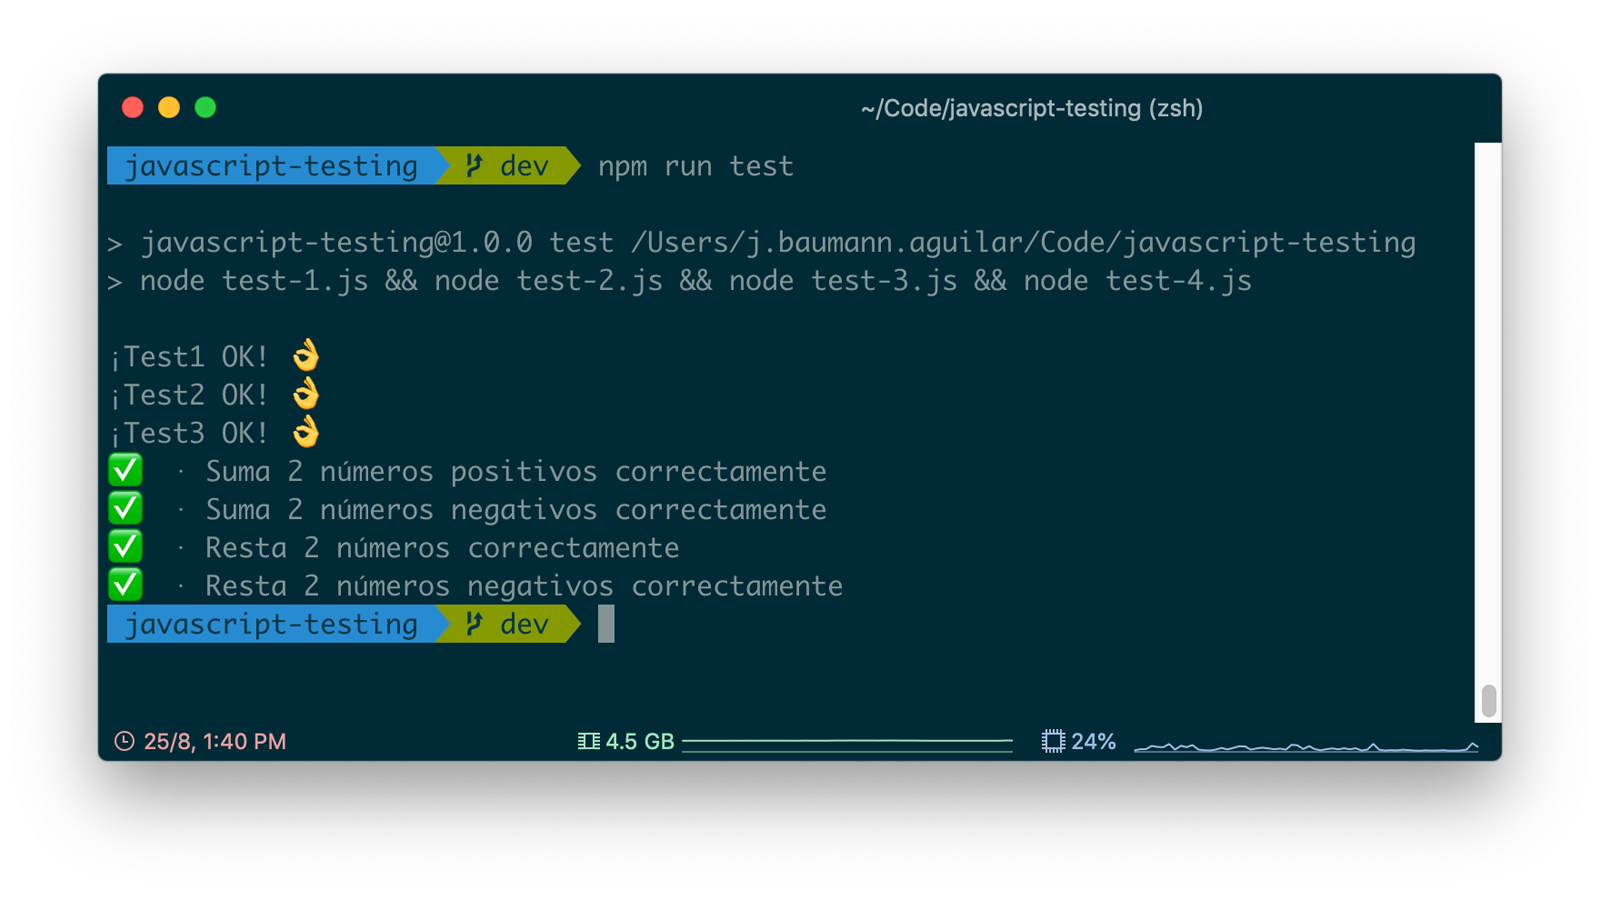 ~/Code/javascript-testing (zsh)
javascript-testing dev npm run test
> javascript-testing@1.0.0 test /Users/j.baumann.aguilar/Code/javascript-testing
> node test-1.js && node test-2.js && node test-3.js && node test-4.js
¡Test1 OK! 👌
¡Test2 OK! 👌
¡Test3 OK! 👌
✅ · Suma 2 números positivos correctamente
✅ · Suma 2 números negativos correctamente
✅ · Resta 2 números correctamente
✅ · Resta 2 números negativos correctamente
javascript-testing dev
25/8, 1:40 PM 4.5 GB 24%